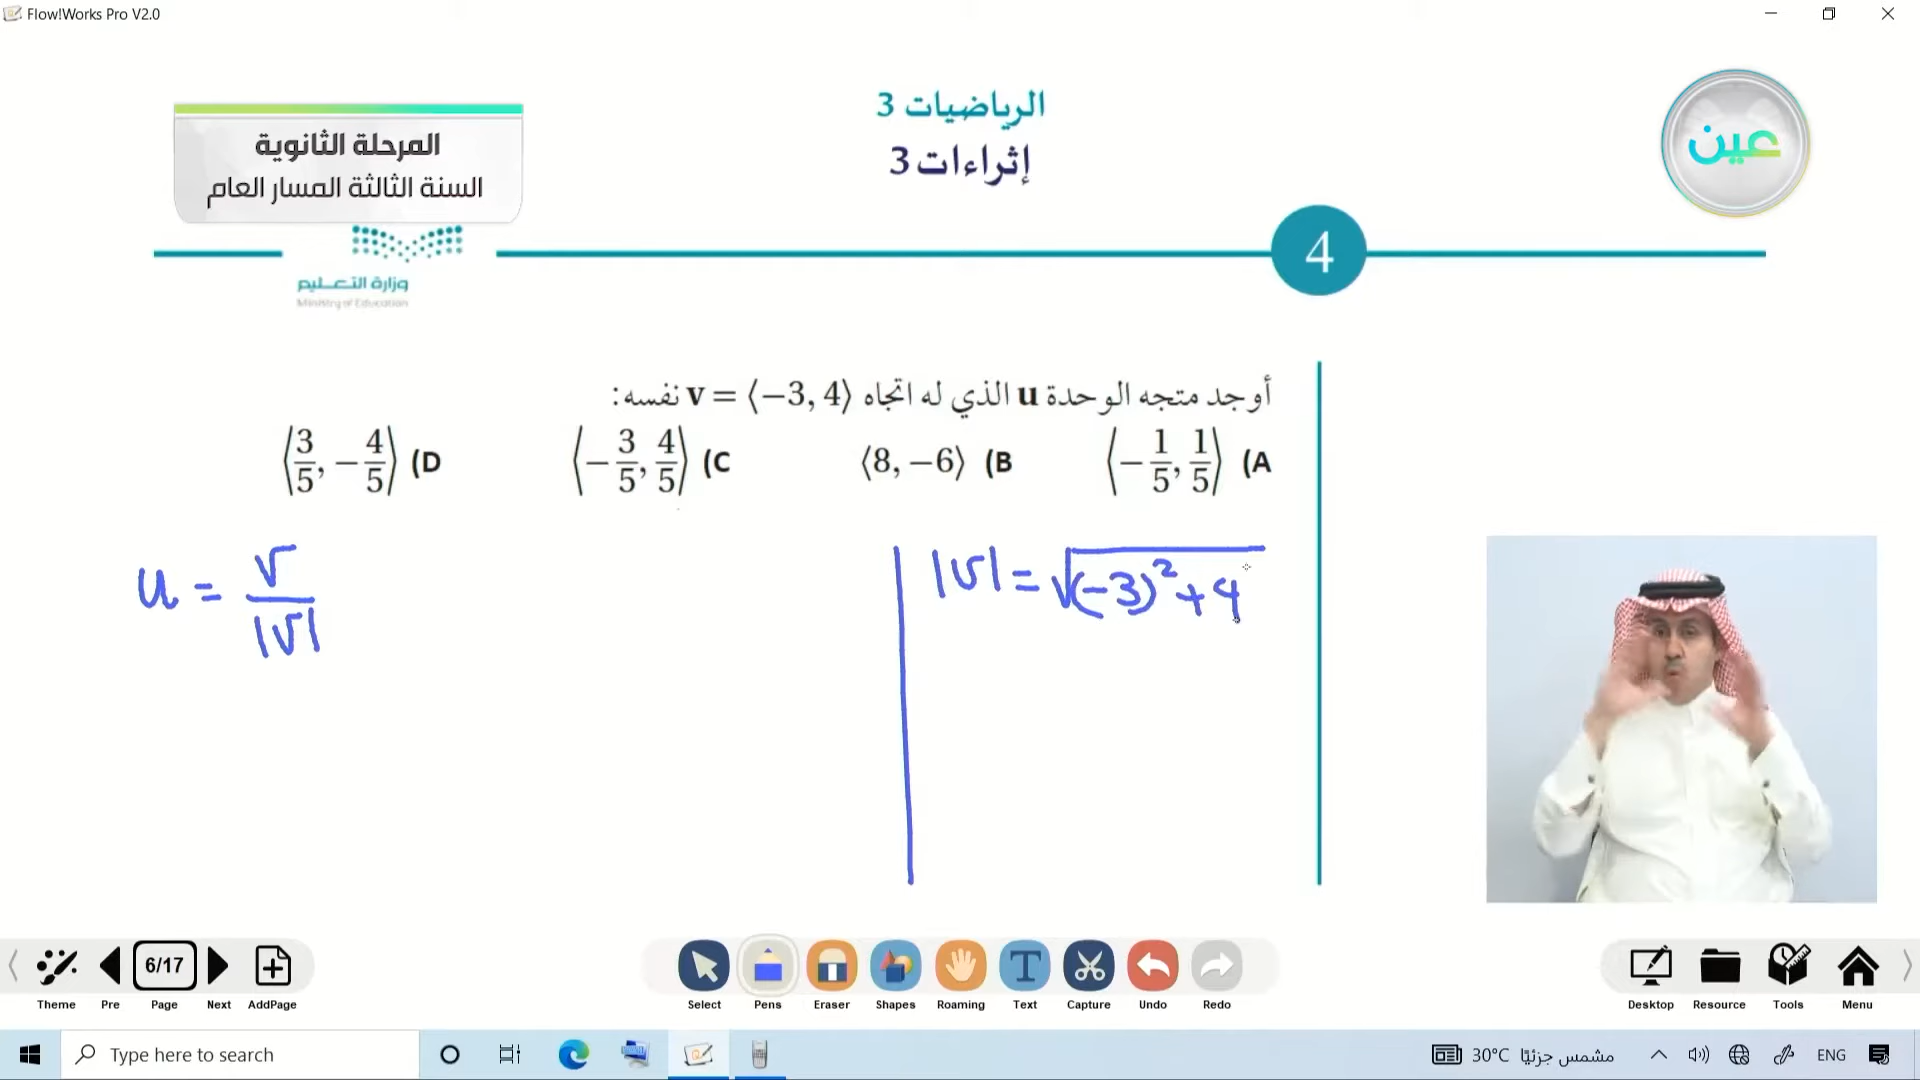 Flow!Works Pro V2.0
الرياضيات 3
إثراءات 3
المرحلة الثانوية
السنة الثالثة المسار العام
عين
وزارة التعليم
Ministry of Education
4
أوجد متجه الوحدة u الذي له اتجاه v = ⟨−3, 4⟩ نفسه:
A) ⟨−1/5, 1/5⟩ B) ⟨8, −6⟩ C) ⟨−3/5, 4/5⟩ D) ⟨3/5, −4/5⟩
u = v/|v|
|v| = √(-3)² + 4
6/17
Theme Pre Page Next AddPage
Select Pens Eraser Shapes Roaming Text Capture Undo Redo
Desktop Resource Tools Menu
Type here to search
30°C مشمس جزئيًا ENG